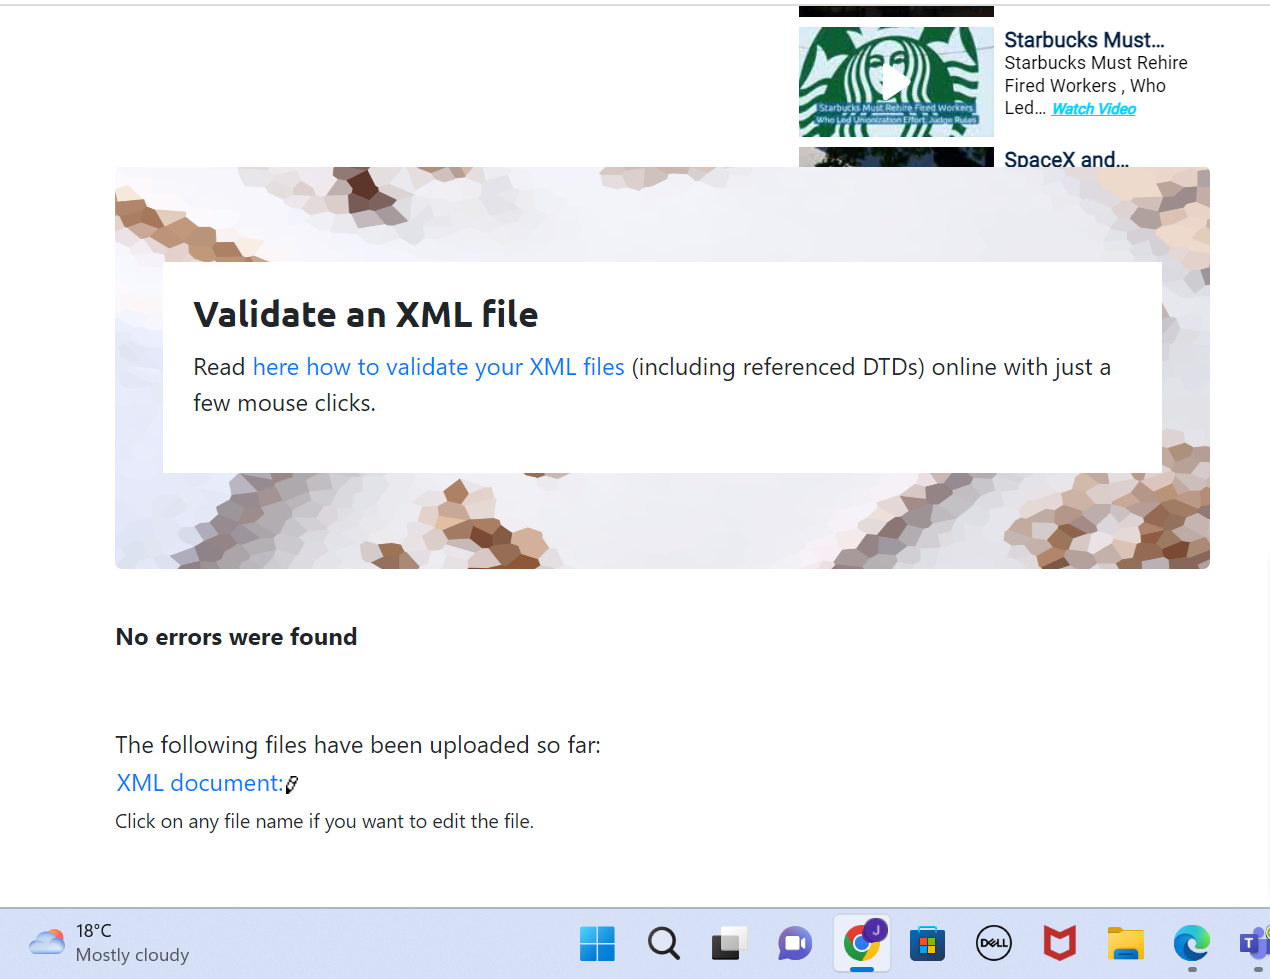 Starbucks Must...
Starbucks Must Rehire
Fired Workers , Who
Led... Watch Video
Starbucks Must Rehire Fired Workers
Who Led Unionization Effort, Judge Rules
SpaceX and...
Validate an XML file
Read here how to validate your XML files (including referenced DTDs) online with just a
few mouse clicks.
No errors were found
The following files have been uploaded so far:
XML document:
Click on any file name if you want to edit the file.
18°C
Mostly cloudy
J
DELL
T